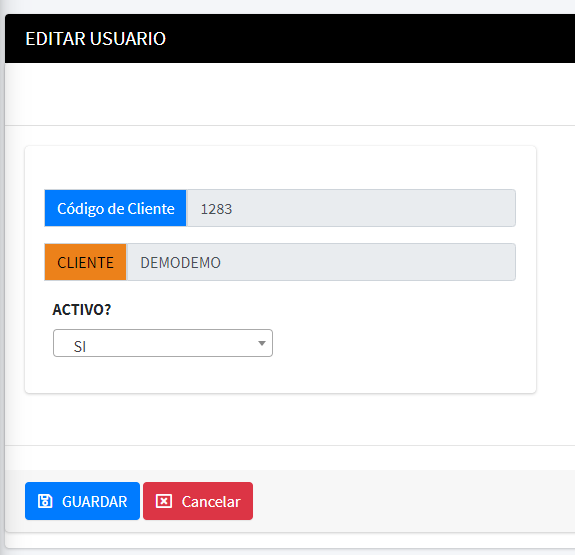 EDITAR USUARIO
Código de Cliente 1283
CLIENTE DEMODEMO
ACTIVO?
SI
GUARDAR Cancelar